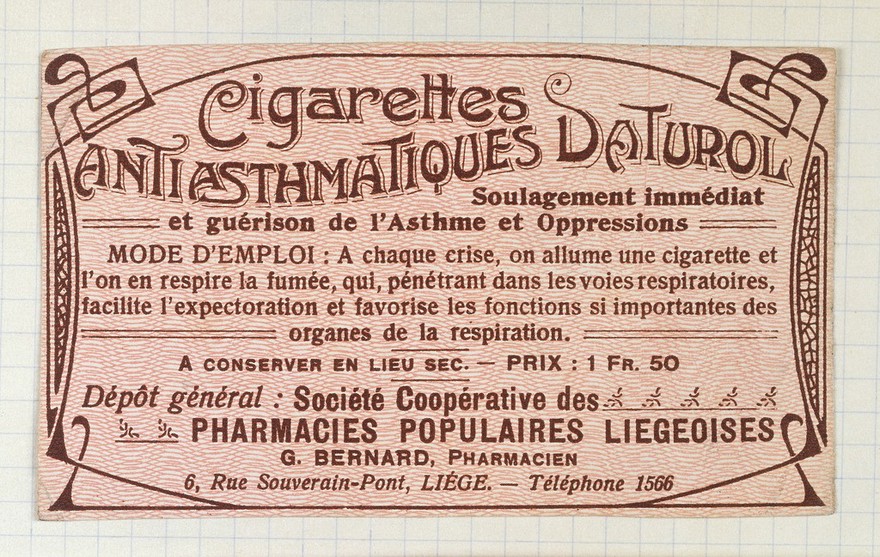 Cigarettes
ANTIASTHMATIQUES DATUROL
Soulagement immédiat
et guérison de l'Asthme et Oppressions
MODE D'EMPLOI : A chaque crise, on allume une cigarette et
l'on en respire la fumée, qui, pénétrant dans les voies respiratoires,
facilite l'expectoration et favorise les fonctions si importantes des
organes de la respiration.
A CONSERVER EN LIEU SEC. — PRIX : 1 FR. 50
Dépôt général : Société Coopérative des
PHARMACIES POPULAIRES LIEGEOISES
G. BERNARD, PHARMACIEN
6, Rue Souverain-Pont, LIÉGE. — Téléphone 1566